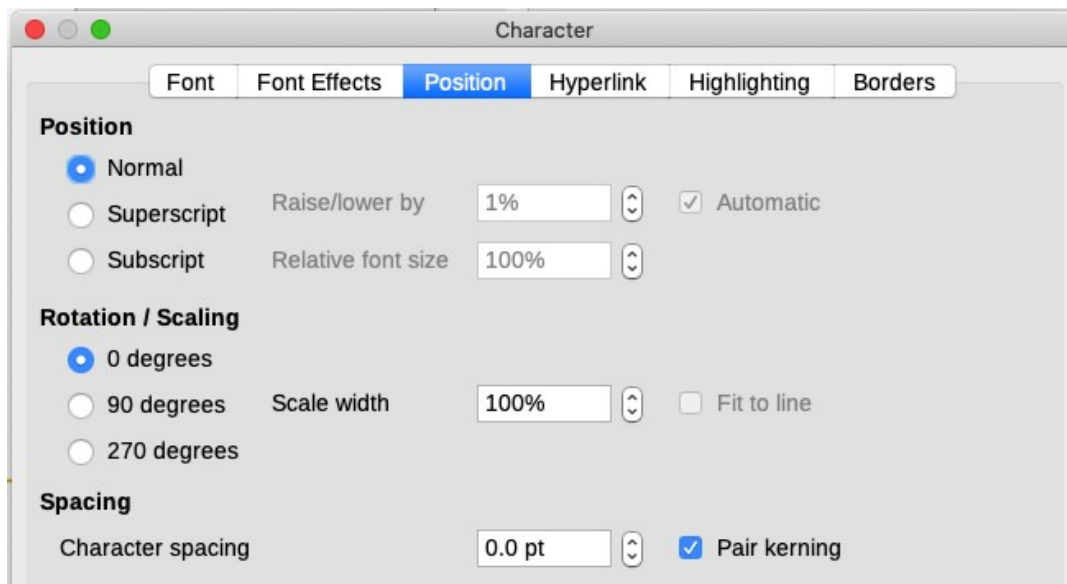 Character
Font Font Effects Position Hyperlink Highlighting Borders
Position
Normal
Raise/lower by 1% Automatic
Superscript
Subscript Relative font size 100%
Rotation / Scaling
0 degrees
90 degrees Scale width 100% Fit to line
270 degrees
Spacing
Character spacing 0.0 pt Pair kerning